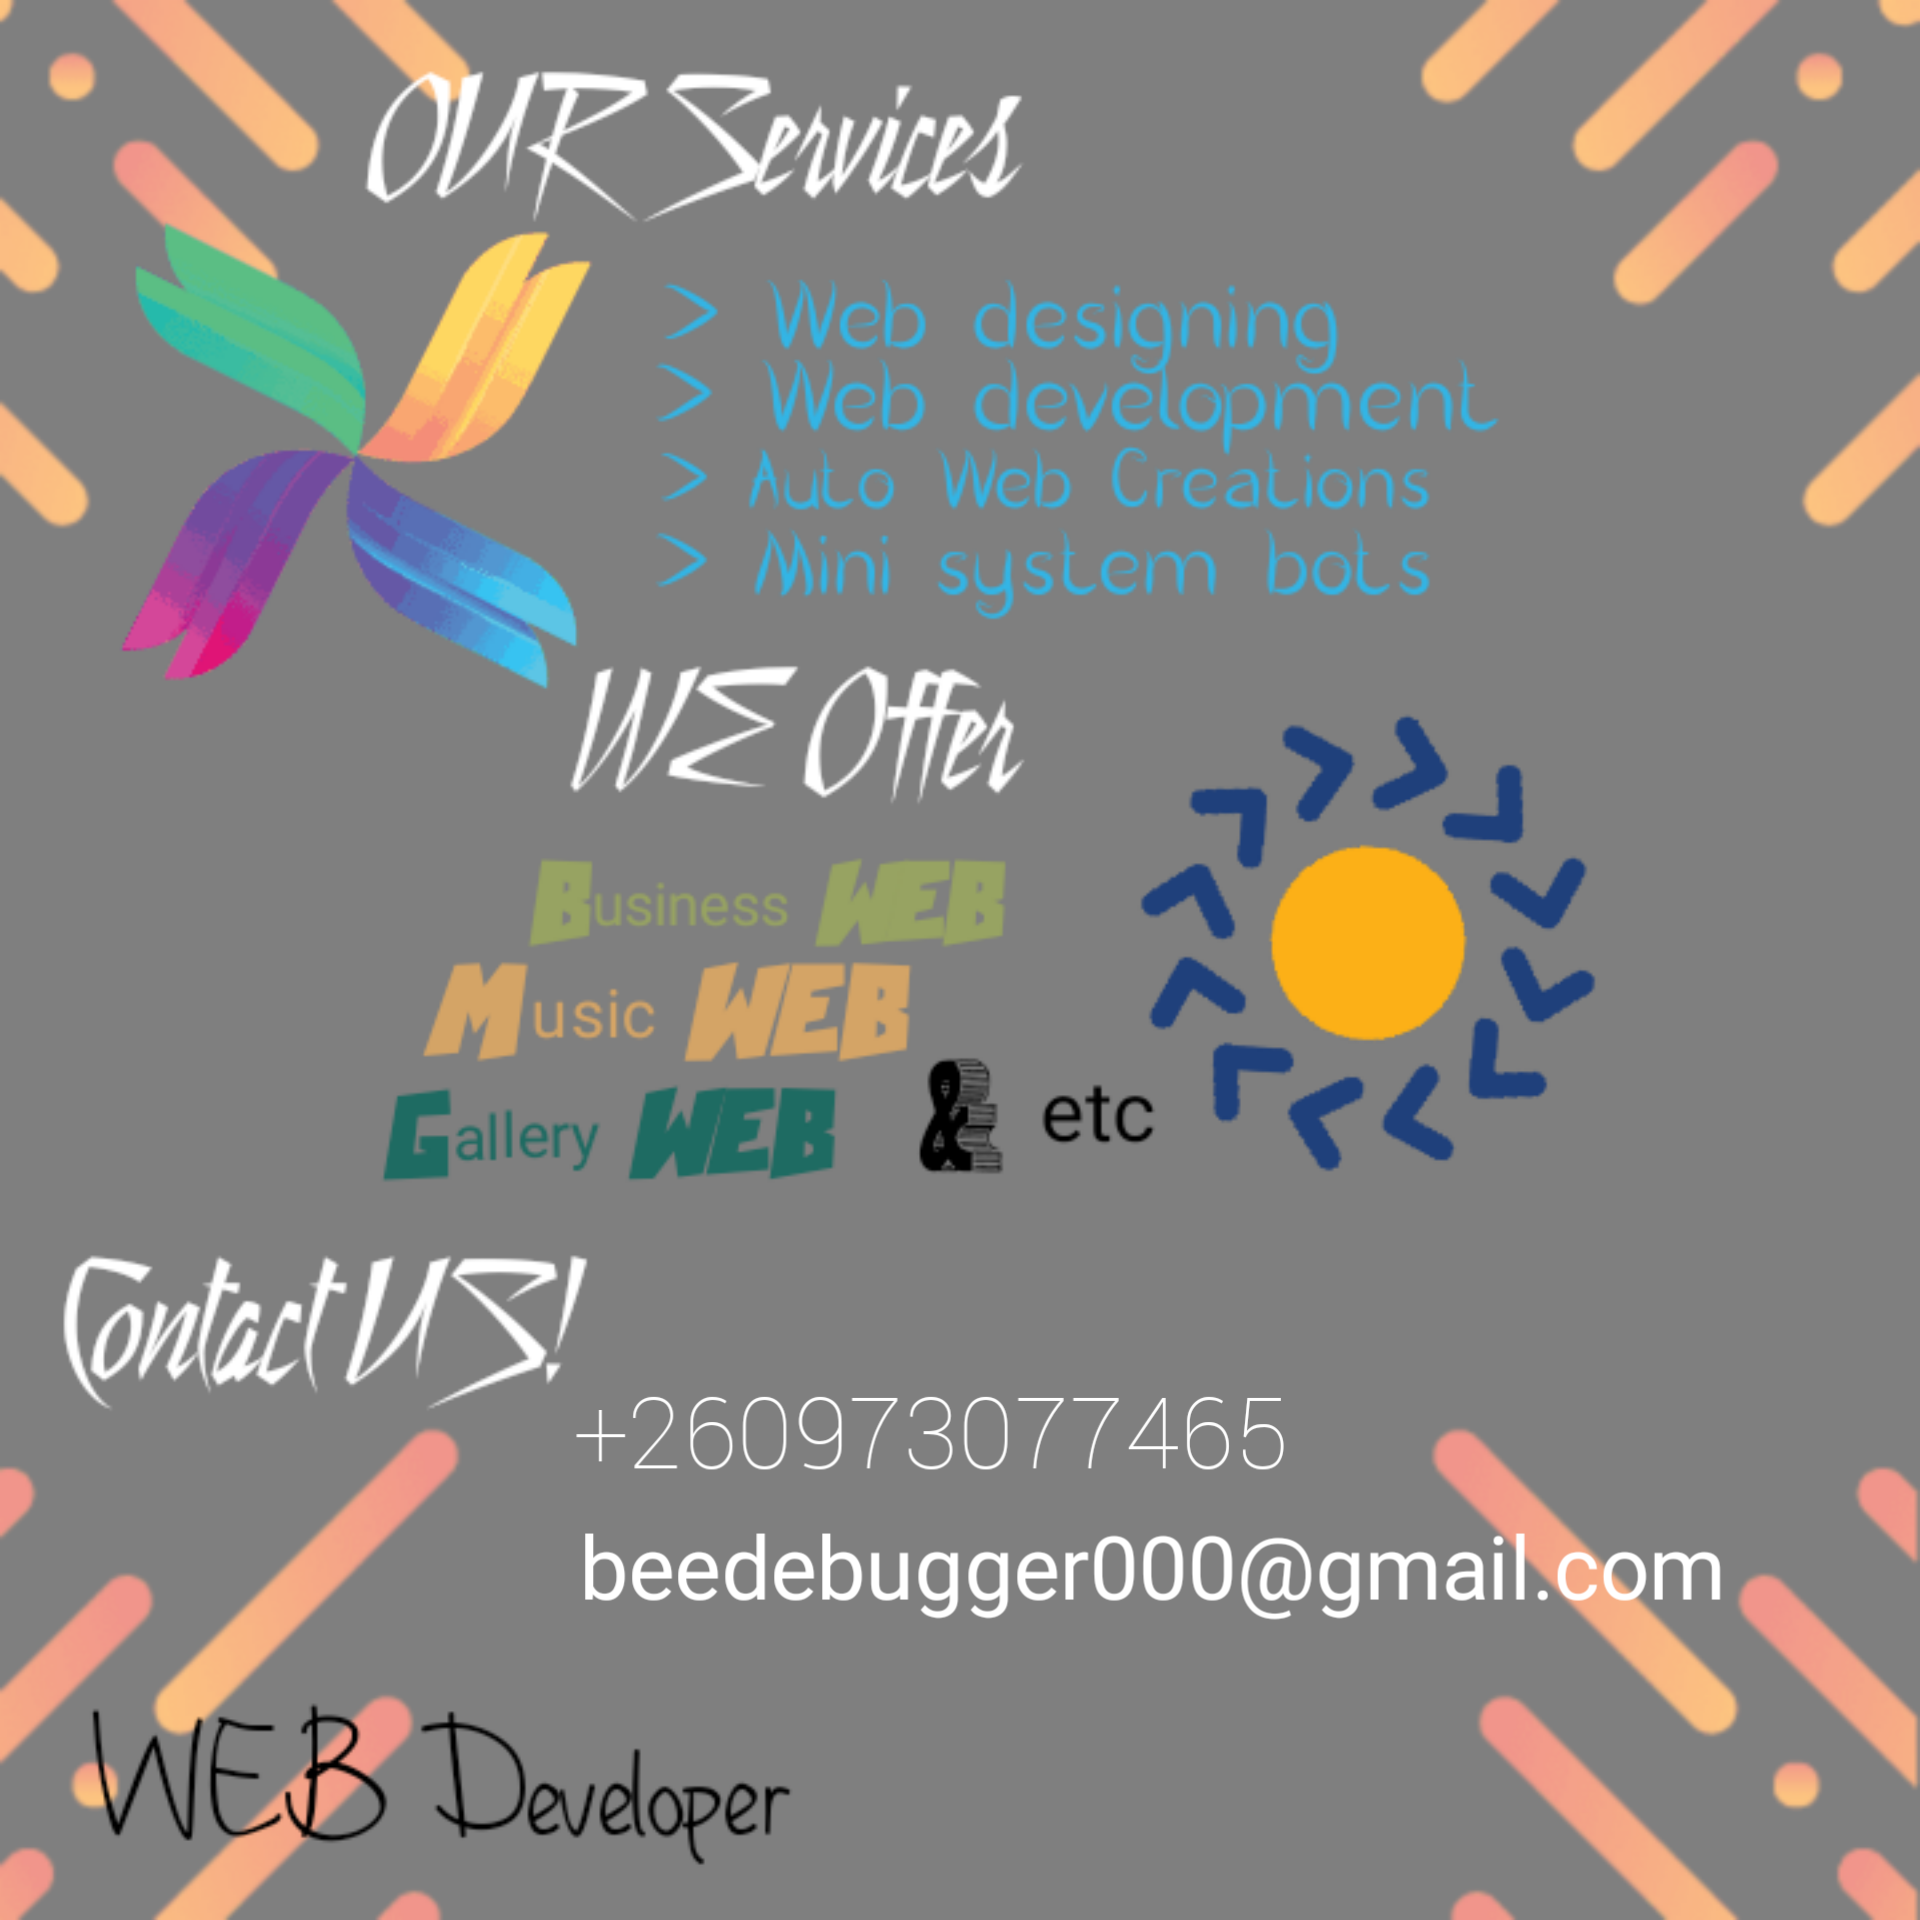 OUR Services
> Web designing
> Web development
> Auto Web Creations
> Mini system bots
WE Offer
Business WEB
Music WEB
Gallery WEB & etc
Contact US!
+260973077465
beedebugger000@gmail.com
WEB Developer